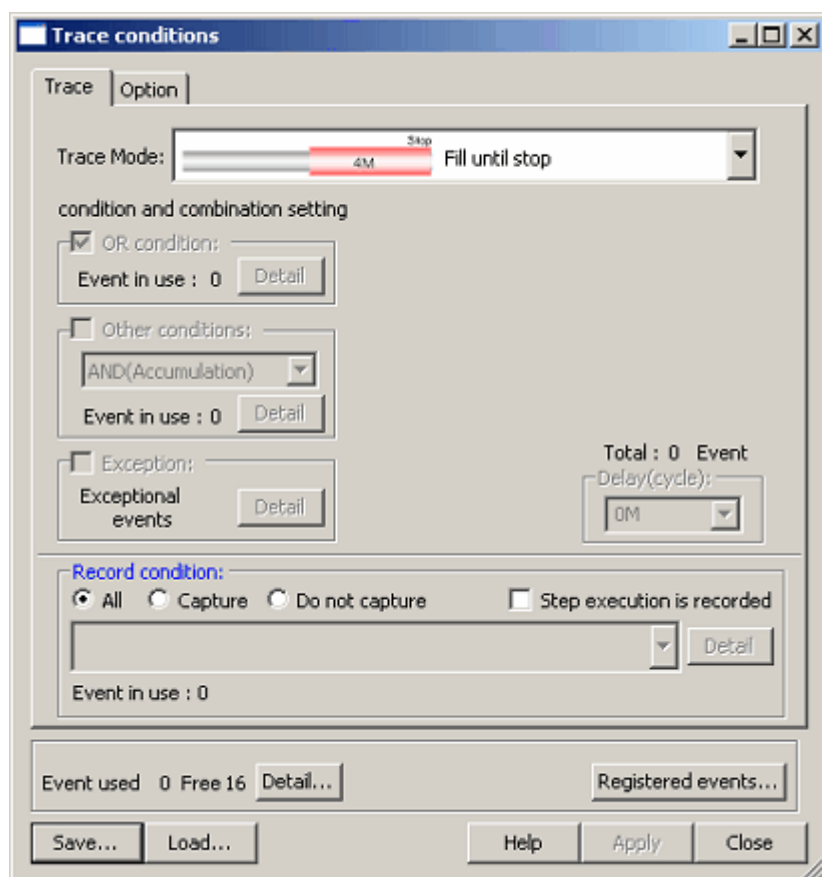 Trace conditions
Trace Option
Trace Mode: 4M Stop Fill until stop
condition and combination setting
OR condition:
Event in use : 0 Detail
Other conditions:
AND(Accumulation)
Event in use : 0 Detail
Exception:
Exceptional events Detail
Total : 0 Event
Delay(cycle):
0M
Record condition:
All Capture Do not capture Step execution is recorded
Detail
Event in use : 0
Event used 0 Free 16 Detail... Registered events...
Save... Load... Help Apply Close